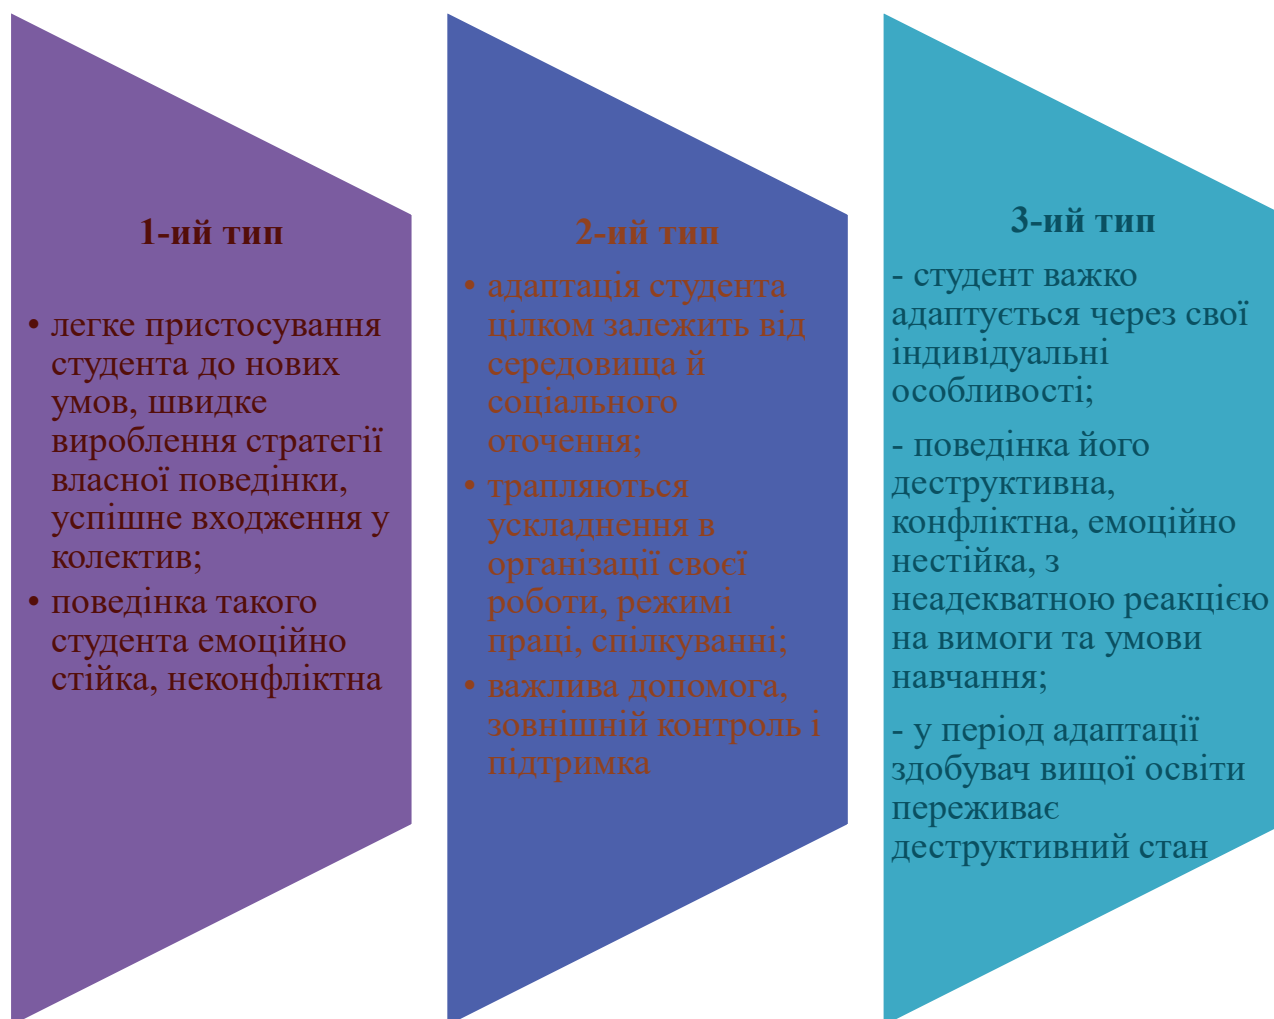 1-ий тип
• легке пристосування
студента до нових
умов, швидке
вироблення стратегії
власної поведінки,
успішне входження у
колектив;
• поведінка такого
студента емоційно
стійка, неконфліктна
2-ий тип
• адаптація студента
цілком залежить від
середовища й
соціального
оточення;
• трапляються
ускладнення в
організації своєї
роботи, режимі
праці, спілкуванні;
• важлива допомога,
зовнішній контроль і
підтримка
3-ий тип
- студент важко
адаптується через свої
індивідуальні
особливості;
- поведінка його
деструктивна,
конфліктна, емоційно
нестійка, з
неадекватною реакцією
на вимоги та умови
навчання;
- у період адаптації
здобувач вищої освіти
переживає
деструктивний стан